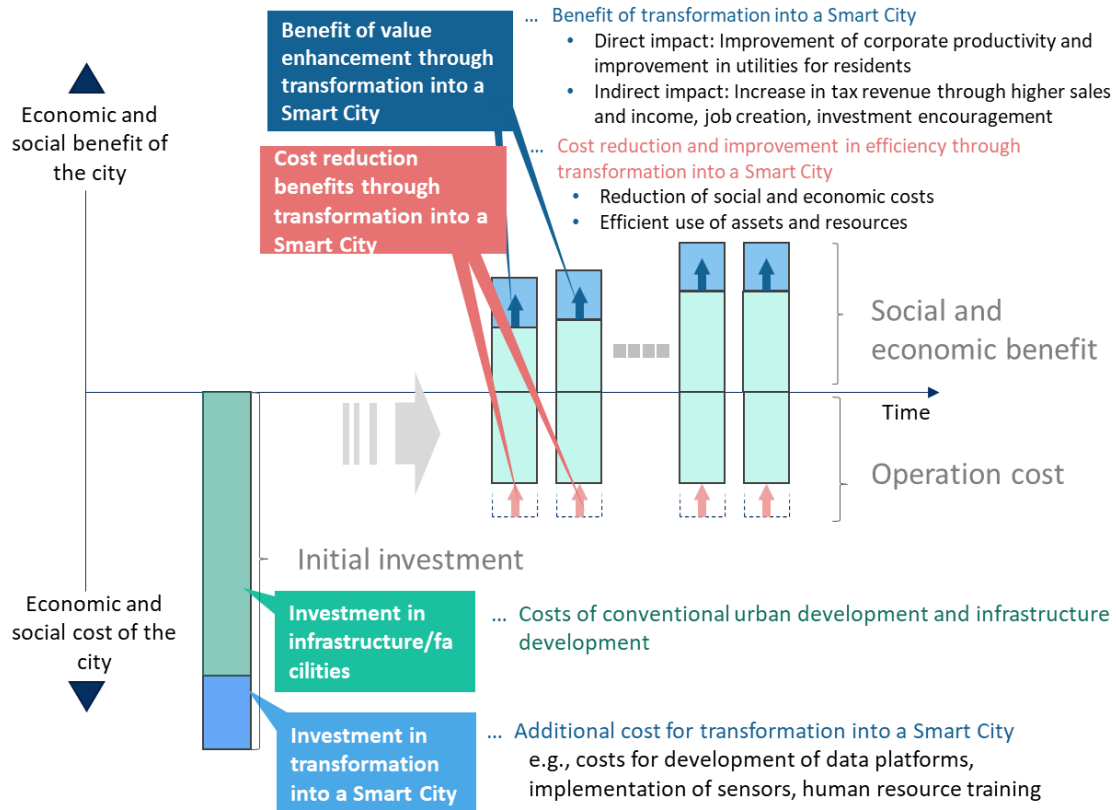 Economic and
social benefit of
the city
Benefit of value
enhancement through
transformation into a
Smart City
... Benefit of transformation into a Smart City
• Direct impact: Improvement of corporate productivity and
improvement in utilities for residents
• Indirect impact: Increase in tax revenue through higher sales
and income, job creation, investment encouragement
Cost reduction
benefits through
transformation into a
Smart City
... Cost reduction and improvement in efficiency through
transformation into a Smart City
• Reduction of social and economic costs
• Efficient use of assets and resources
Social and
economic benefit
Time
Operation cost
Initial investment
Economic and
social cost of the
city
Investment in
infrastructure/fa
cilities
... Costs of conventional urban development and infrastructure
development
Investment in
transformation
into a Smart City
... Additional cost for transformation into a Smart City
e.g., costs for development of data platforms,
implementation of sensors, human resource training